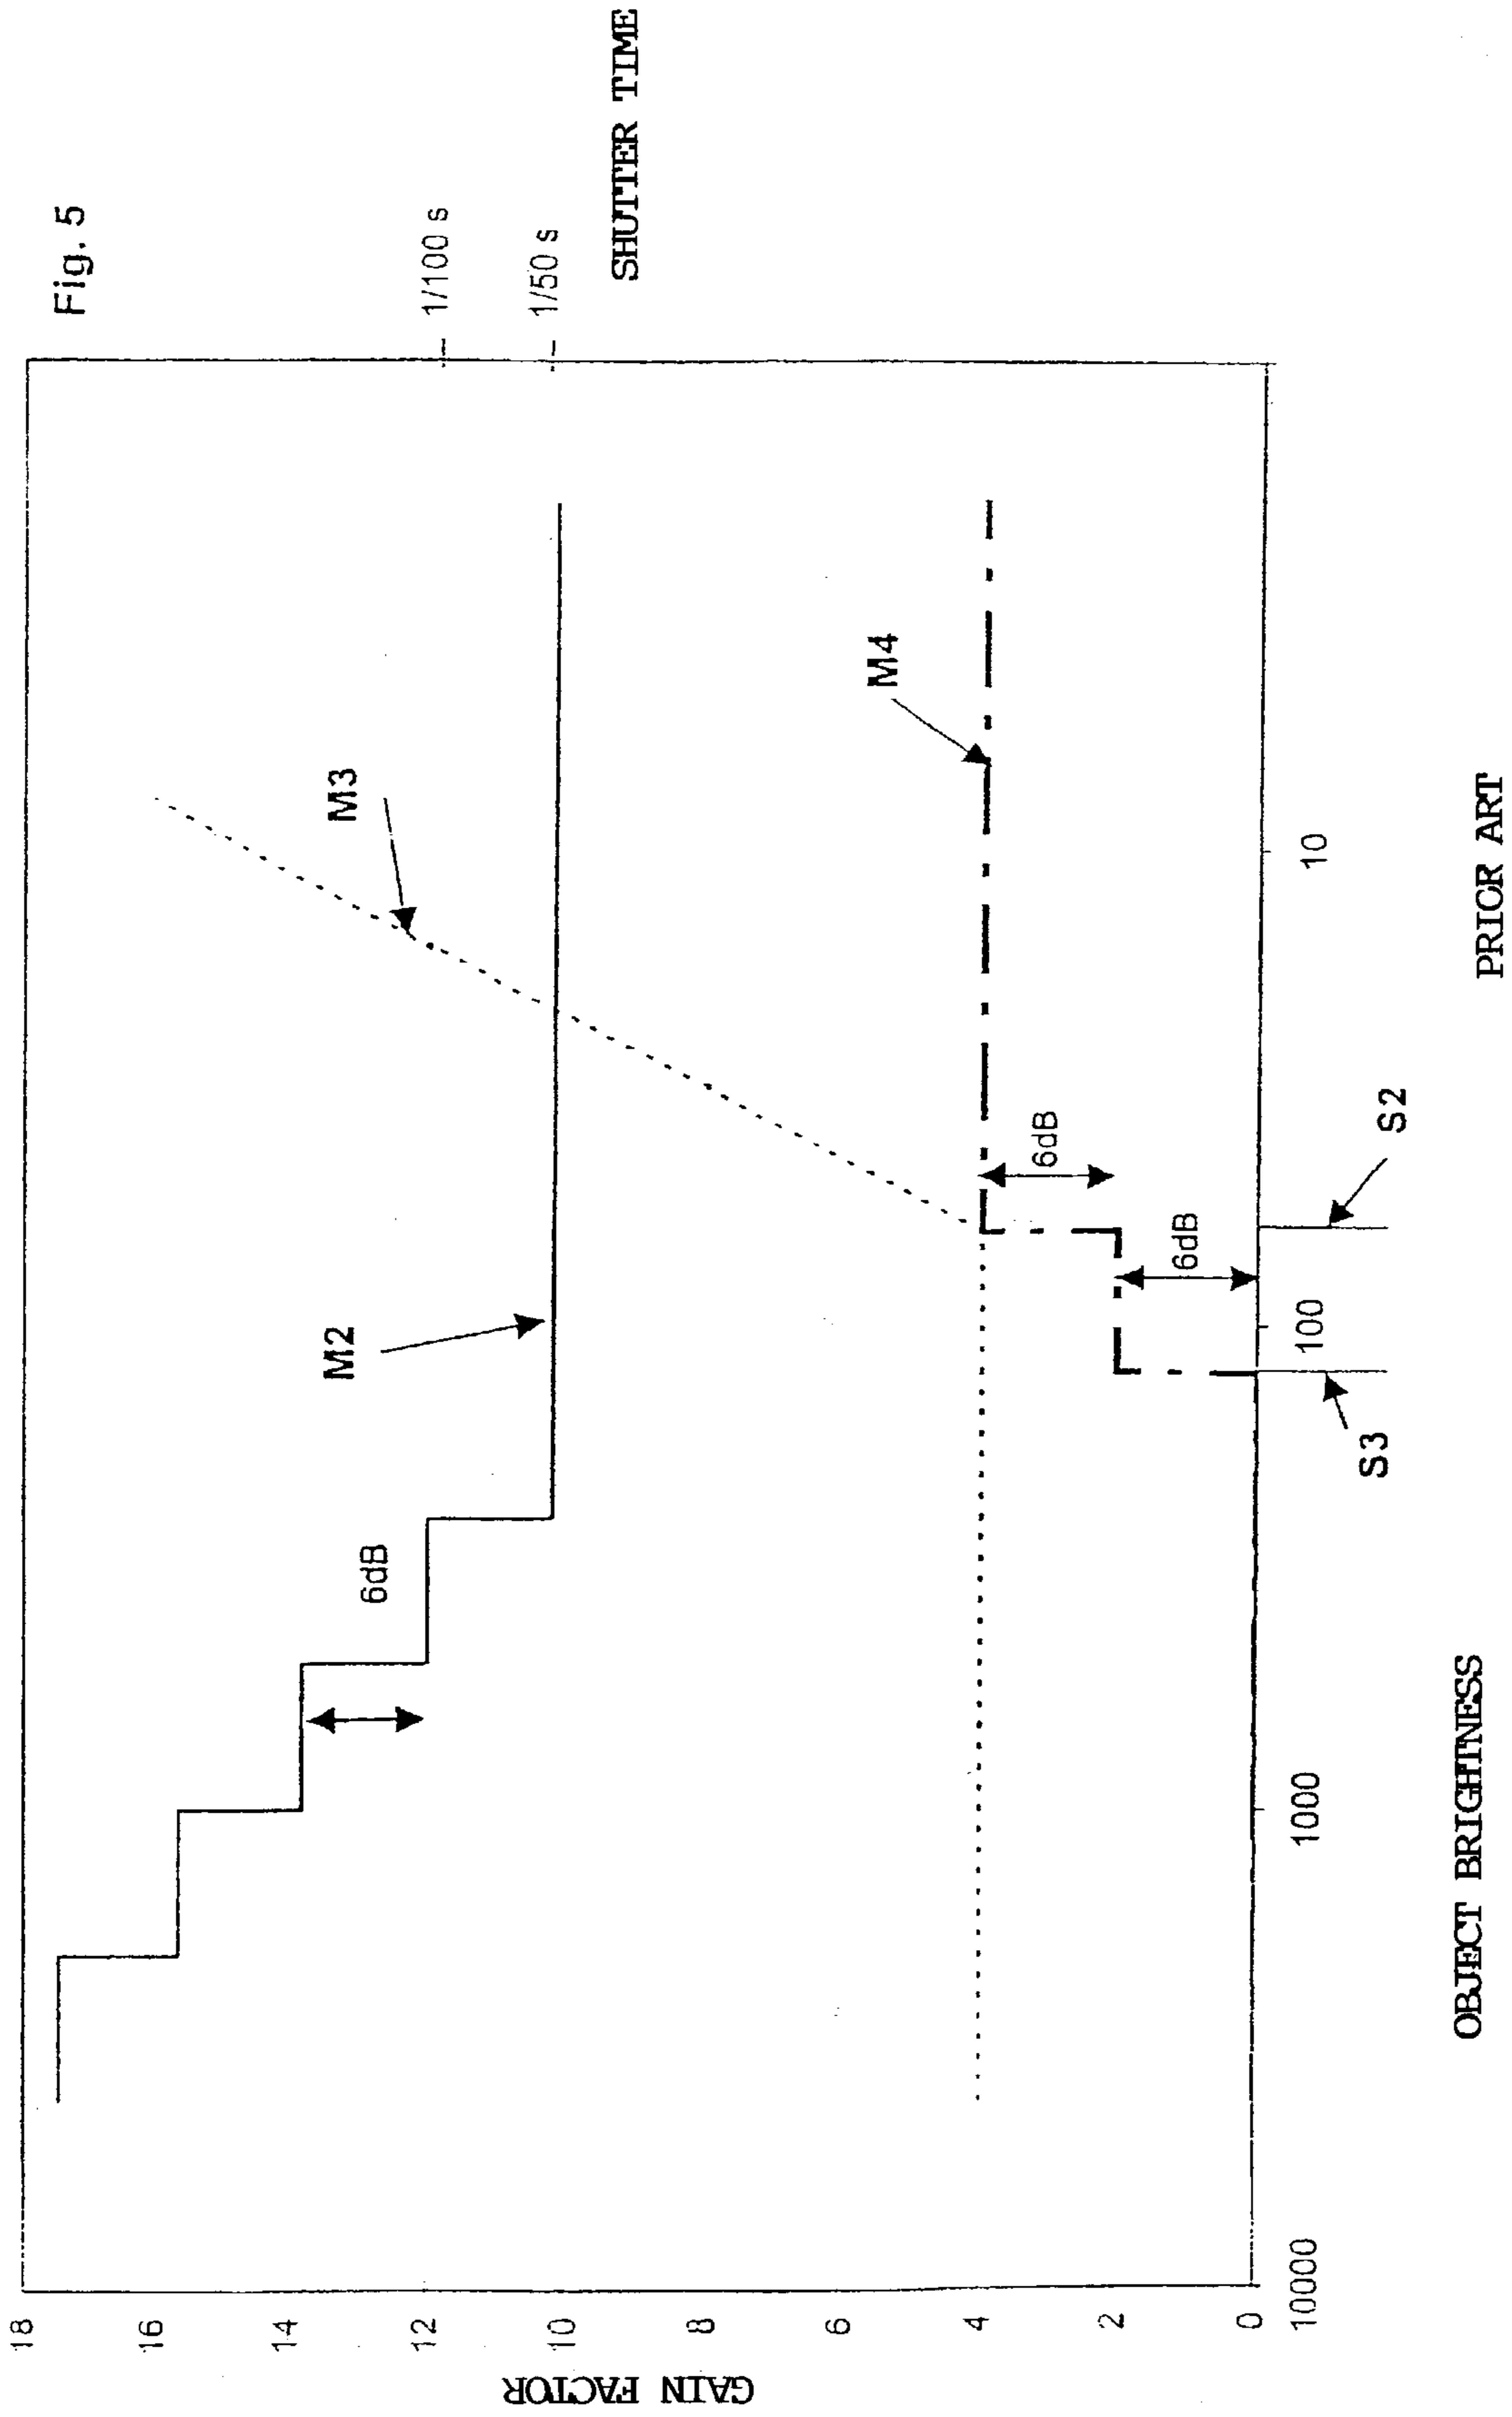 Fig. 5
18
16
14
12
10
8
6
4
2
0
GAIN FACTOR
1/100 s
1/50 s
SHUTTER TIME
6dB
M2
M3
M4
6dB
6dB
10000
1000
100
10
S3
S2
OBJECT BRIGHTNESS
PRIOR ART